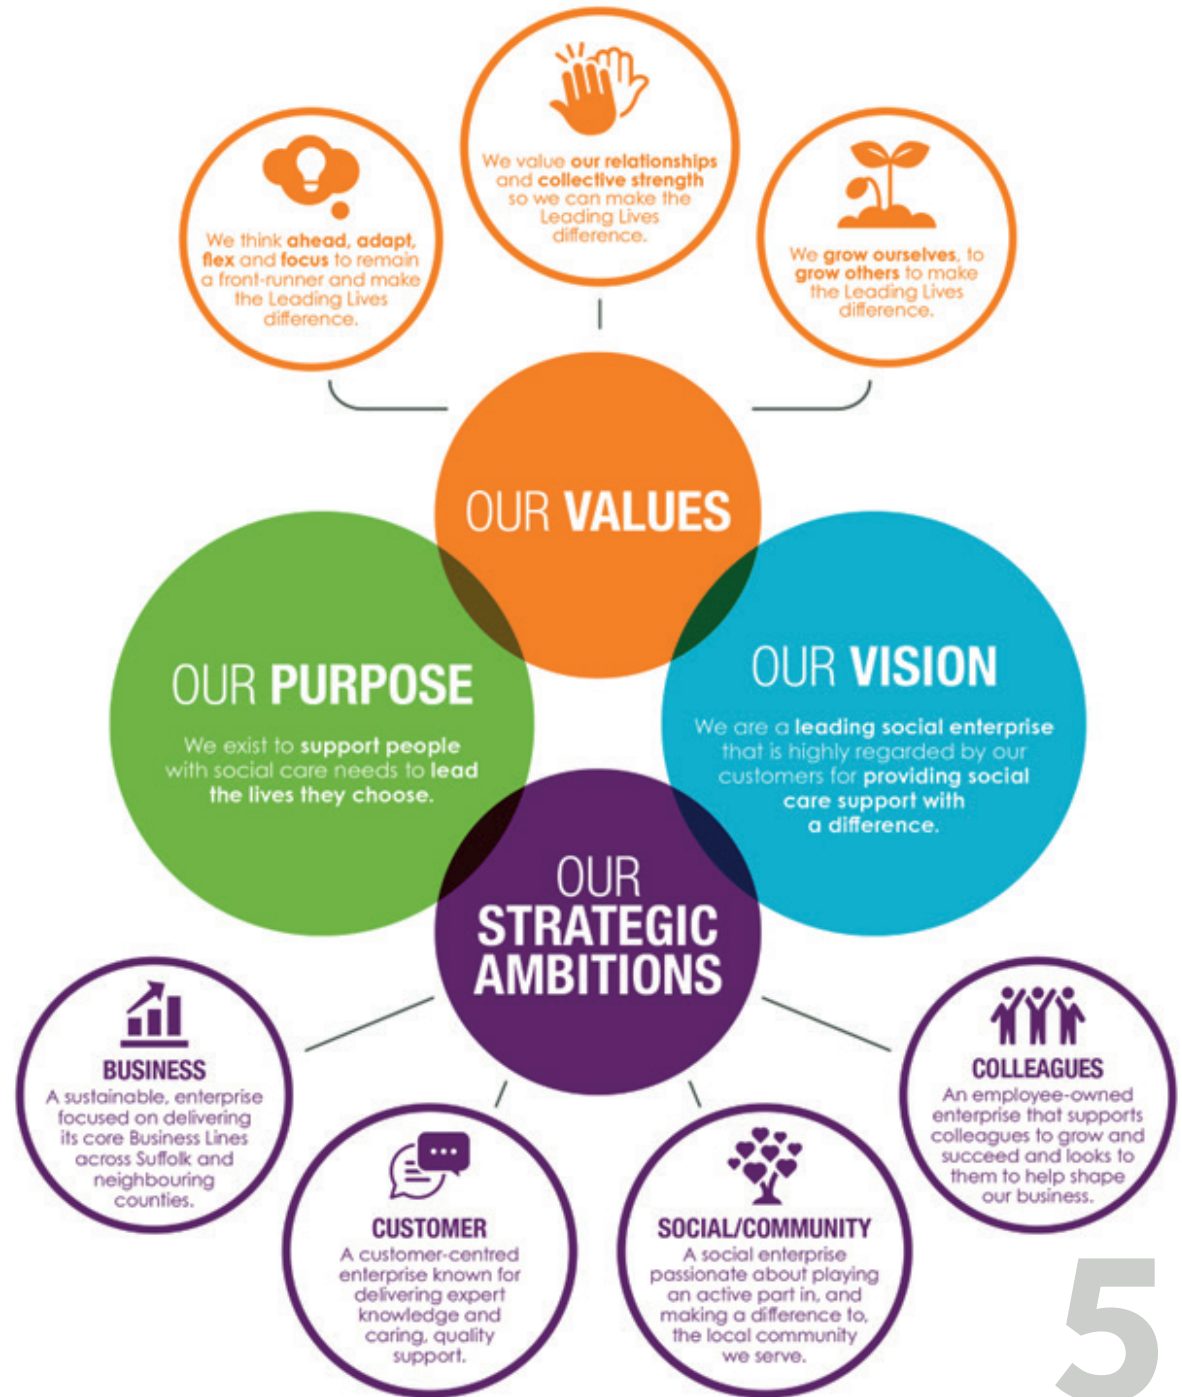 We value our relationships
and collective strength
so we can make the
Leading Lives
difference.
We think ahead, adapt,
flex and focus to remain
a front-runner and make
the Leading Lives
difference.
We grow ourselves, to
grow others to make
the Leading Lives
difference.
OUR VALUES
OUR PURPOSE
We exist to support people
with social care needs to lead
the lives they choose.
OUR VISION
We are a leading social enterprise
that is highly regarded by our
customers for providing social
care support with
a difference.
OUR
STRATEGIC
AMBITIONS
BUSINESS
A sustainable, enterprise
focused on delivering
its core Business Lines
across Suffolk and
neighbouring
counties.
CUSTOMER
A customer-centred
enterprise known for
delivering expert
knowledge and
caring, quality
support.
SOCIAL/COMMUNITY
A social enterprise
passionate about playing
an active part in, and
making a difference to,
the local community
we serve.
COLLEAGUES
An employee-owned
enterprise that supports
colleagues to grow and
succeed and looks to
them to help shape
our business.
5